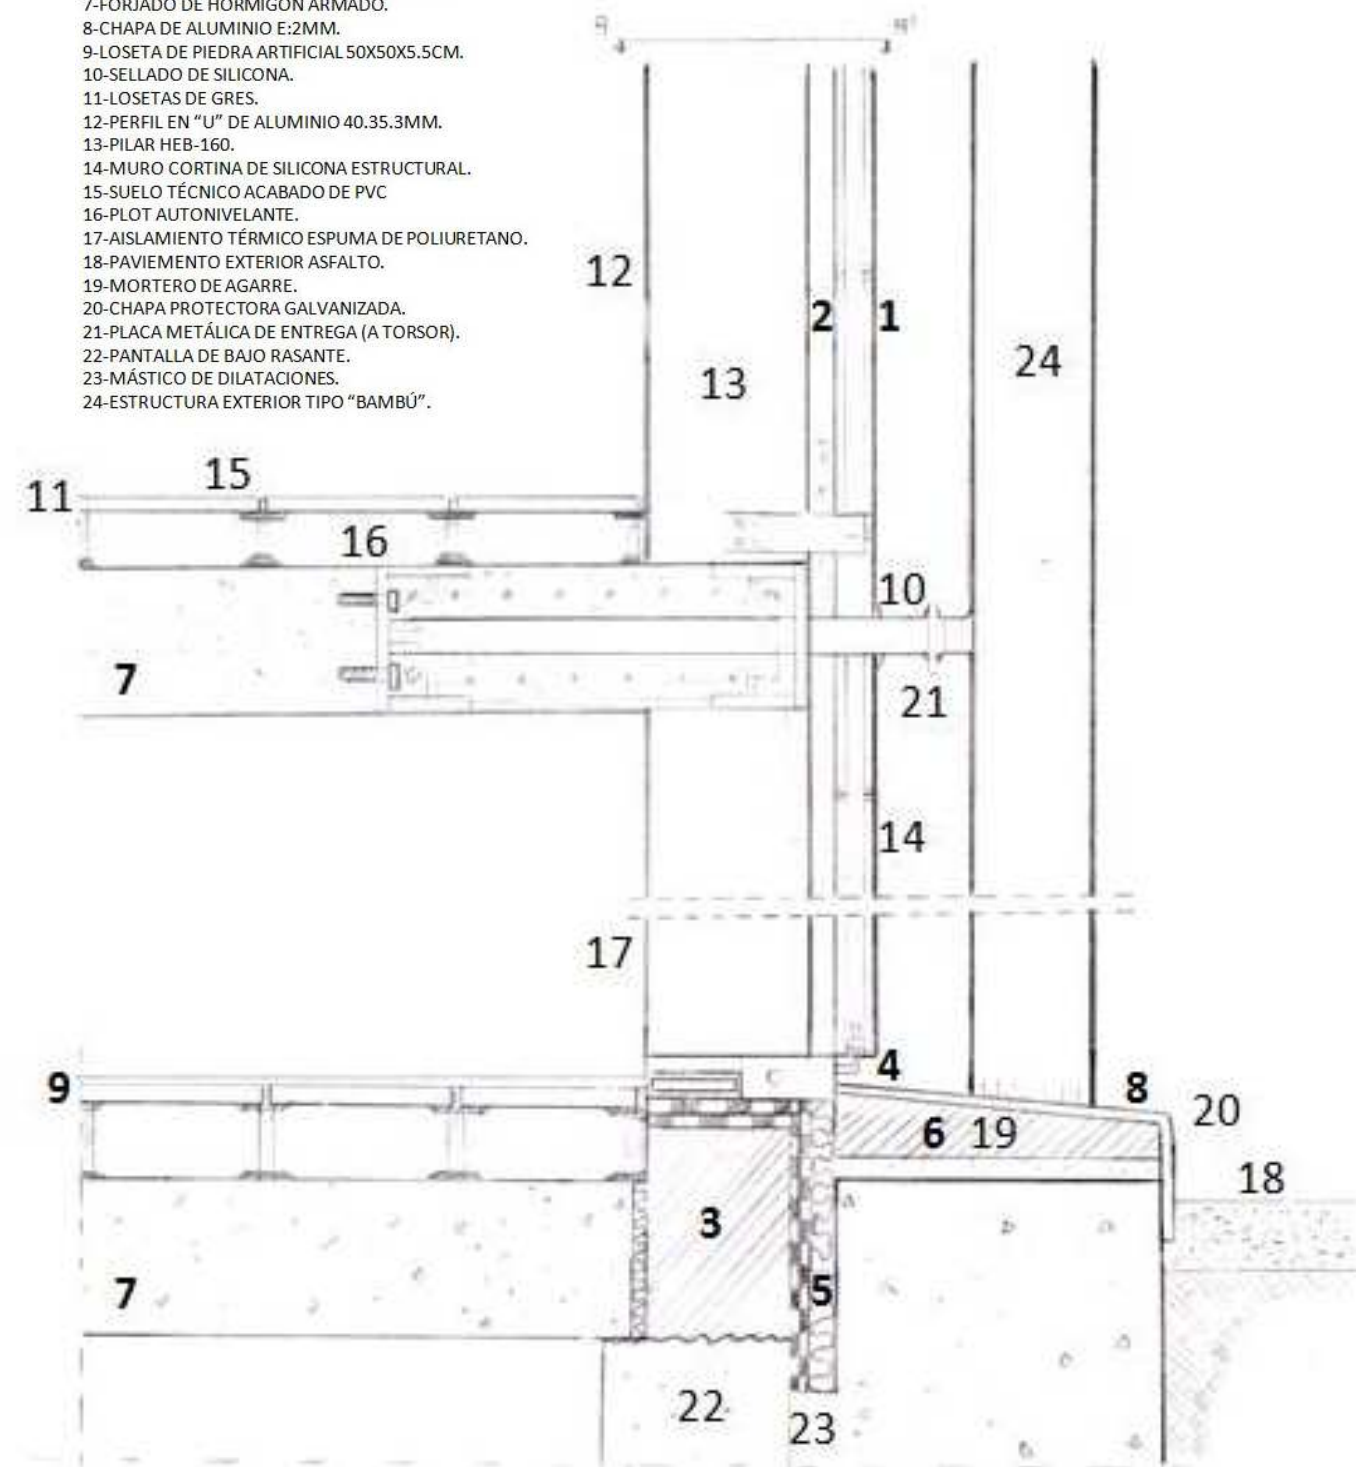 7-FORJADO DE HORMIGÓN ARMADO.
8-CHAPA DE ALUMINIO E:2MM.
9-LOSETA DE PIEDRA ARTIFICIAL 50X50X5.5CM.
10-SELLADO DE SILICONA.
11-LOSETAS DE GRES.
12-PERFIL EN “U” DE ALUMINIO 40.35.3MM.
13-PILAR HEB-160.
14-MURO CORTINA DE SILICONA ESTRUCTURAL.
15-SUELO TÉCNICO ACABADO DE PVC
16-PLOT AUTONIVELANTE.
17-AISLAMIENTO TÉRMICO ESPUMA DE POLIURETANO.
18-PAVIEMENTO EXTERIOR ASFALTO.
19-MORTERO DE AGARRE.
20-CHAPA PROTECTORA GALVANIZADA.
21-PLACA METÁLICA DE ENTREGA (A TORSOR).
22-PANTALLA DE BAJO RASANTE.
23-MÁSTICO DE DILATACIONES.
24-ESTRUCTURA EXTERIOR TIPO “BAMBÚ”.
12
2 1
13
24
15
11
16
10
7
21
14
17
4
9
8
20
6 19
18
3
7
5
22
23